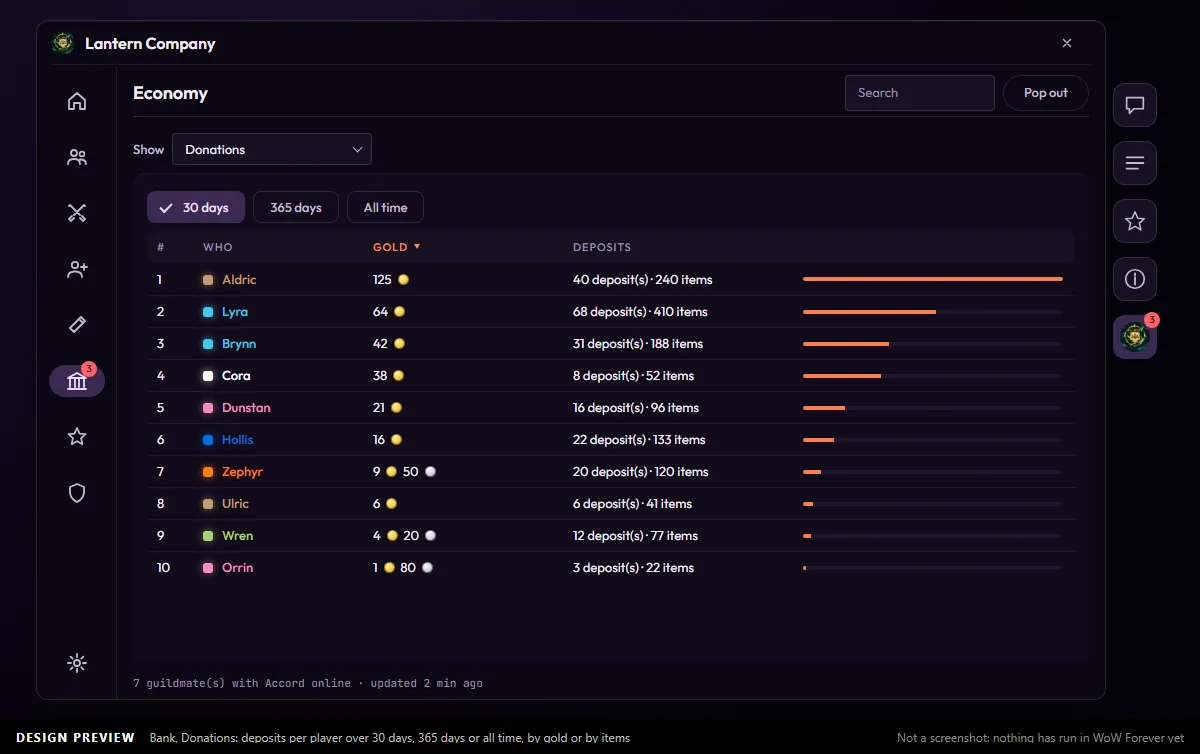 Lantern Company
Economy
Search
Pop out
Show Donations
30 days 365 days All time
# WHO GOLD DEPOSITS
1 Aldric 125 40 deposit(s) · 240 items
2 Lyra 64 68 deposit(s) · 410 items
3 Brynn 42 31 deposit(s) · 188 items
3
4 Cora 38 8 deposit(s) · 52 items
3
5 Dunstan 21 16 deposit(s) · 96 items
6 Hollis 16 22 deposit(s) · 133 items
7 Zephyr 9 50 20 deposit(s) · 120 items
8 Ulric 6 6 deposit(s) · 41 items
9 Wren 4 20 12 deposit(s) · 77 items
10 Orrin 1 80 3 deposit(s) · 22 items
7 guildmate(s) with Accord online · updated 2 min ago
DESIGN PREVIEW Bank, Donations: deposits per player over 30 days, 365 days or all time, by gold or by items
Not a screenshot: nothing has run in WoW Forever yet